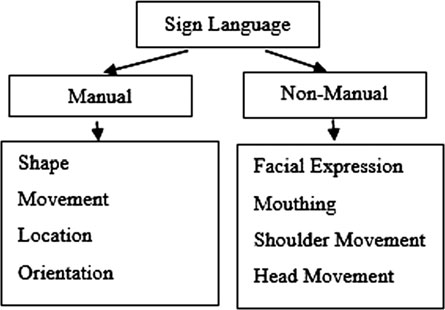 Sign Language
Manual
Non-Manual
Shape
Movement
Location
Orientation
Facial Expression
Mouthing
Shoulder Movement
Head Movement